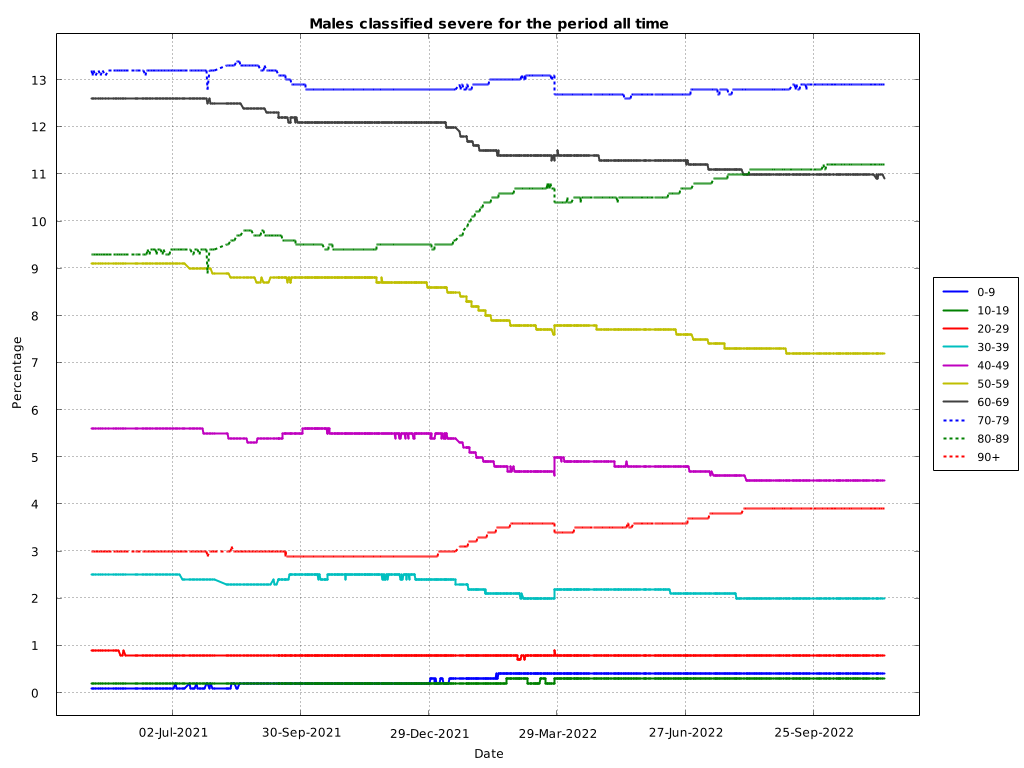 Males classified severe for the period all time
Percentage
13
12
11
10
9
8
7
6
5
4
3
2
1
0
02-Jul-2021
30-Sep-2021
29-Dec-2021
29-Mar-2022
27-Jun-2022
25-Sep-2022
Date
0-9
10-19
20-29
30-39
40-49
50-59
60-69
70-79
80-89
90+